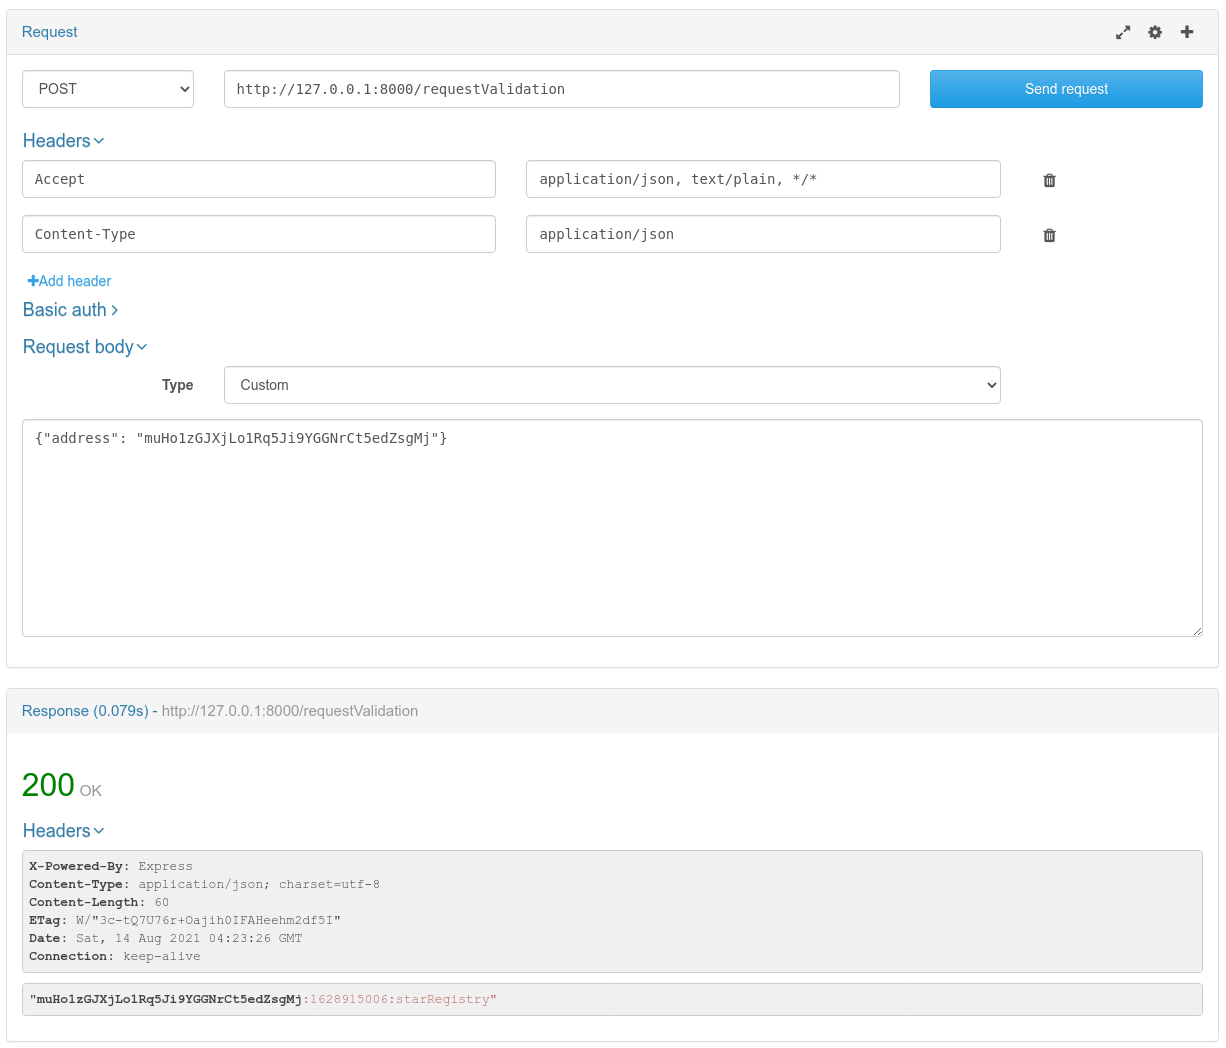 Request
POST
http://127.0.0.1:8000/requestValidation
Send request
Headers
Accept
application/json, text/plain, */*
Content-Type
application/json
Add header
Basic auth
Request body
Type
Custom
{"address": "muHo1zGJXjLo1Rq5Ji9YGGNrCt5edZsgMj"}
Response (0.079s) - http://127.0.0.1:8000/requestValidation
200 OK
Headers
X-Powered-By: Express
Content-Type: application/json; charset=utf-8
Content-Length: 60
ETag: W/"3c-tQ7U76r+Oajih0IFAHeehm2df5I"
Date: Sat, 14 Aug 2021 04:23:26 GMT
Connection: keep-alive
"muHo1zGJXjLo1Rq5Ji9YGGNrCt5edZsgMj:1628915006:starRegistry"